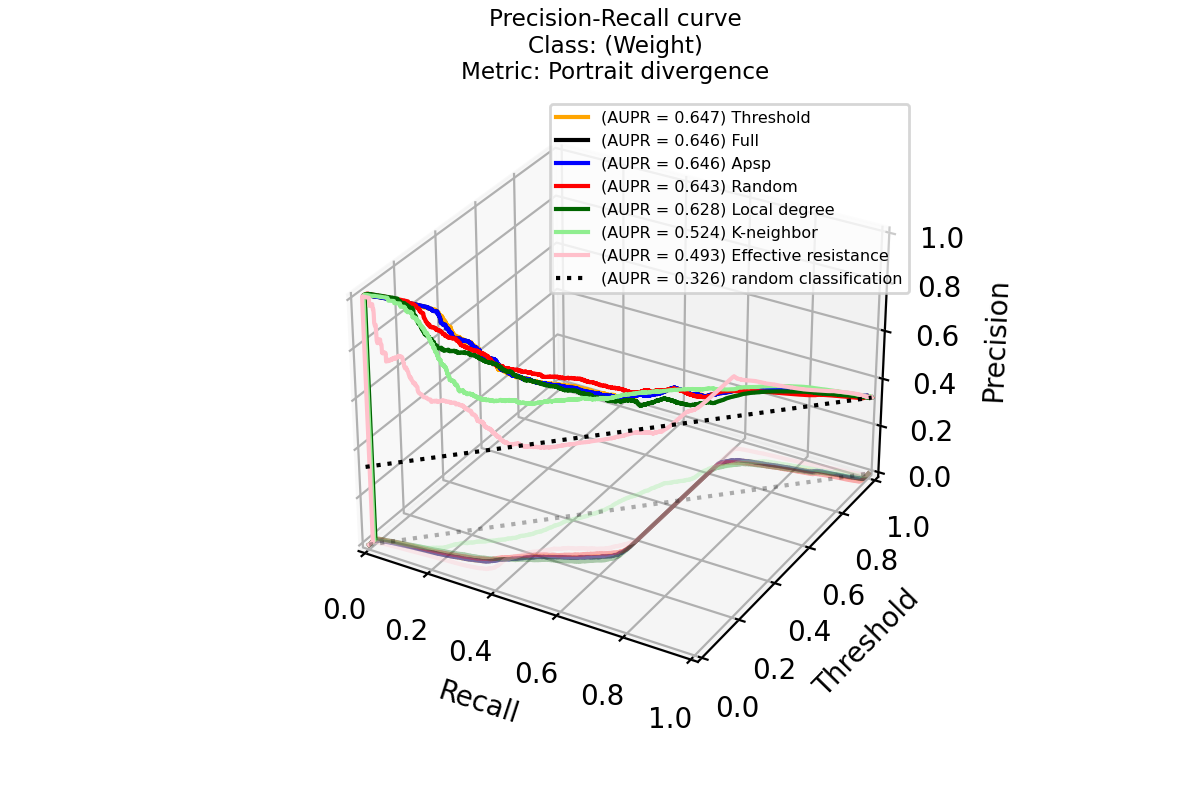 Precision-Recall curve
Class: (Weight)
Metric: Portrait divergence
(AUPR = 0.647) Threshold
(AUPR = 0.646) Full
(AUPR = 0.646) Apsp
(AUPR = 0.643) Random
(AUPR = 0.628) Local degree
(AUPR = 0.524) K-neighbor
(AUPR = 0.493) Effective resistance
(AUPR = 0.326) random classification
1.0
0.8
0.6
0.4
0.2
0.0
Precision
1.0
0.8
0.6
0.4
0.2
0.0
Threshold
0.0
0.2
0.4
0.6
0.8
1.0
Recall